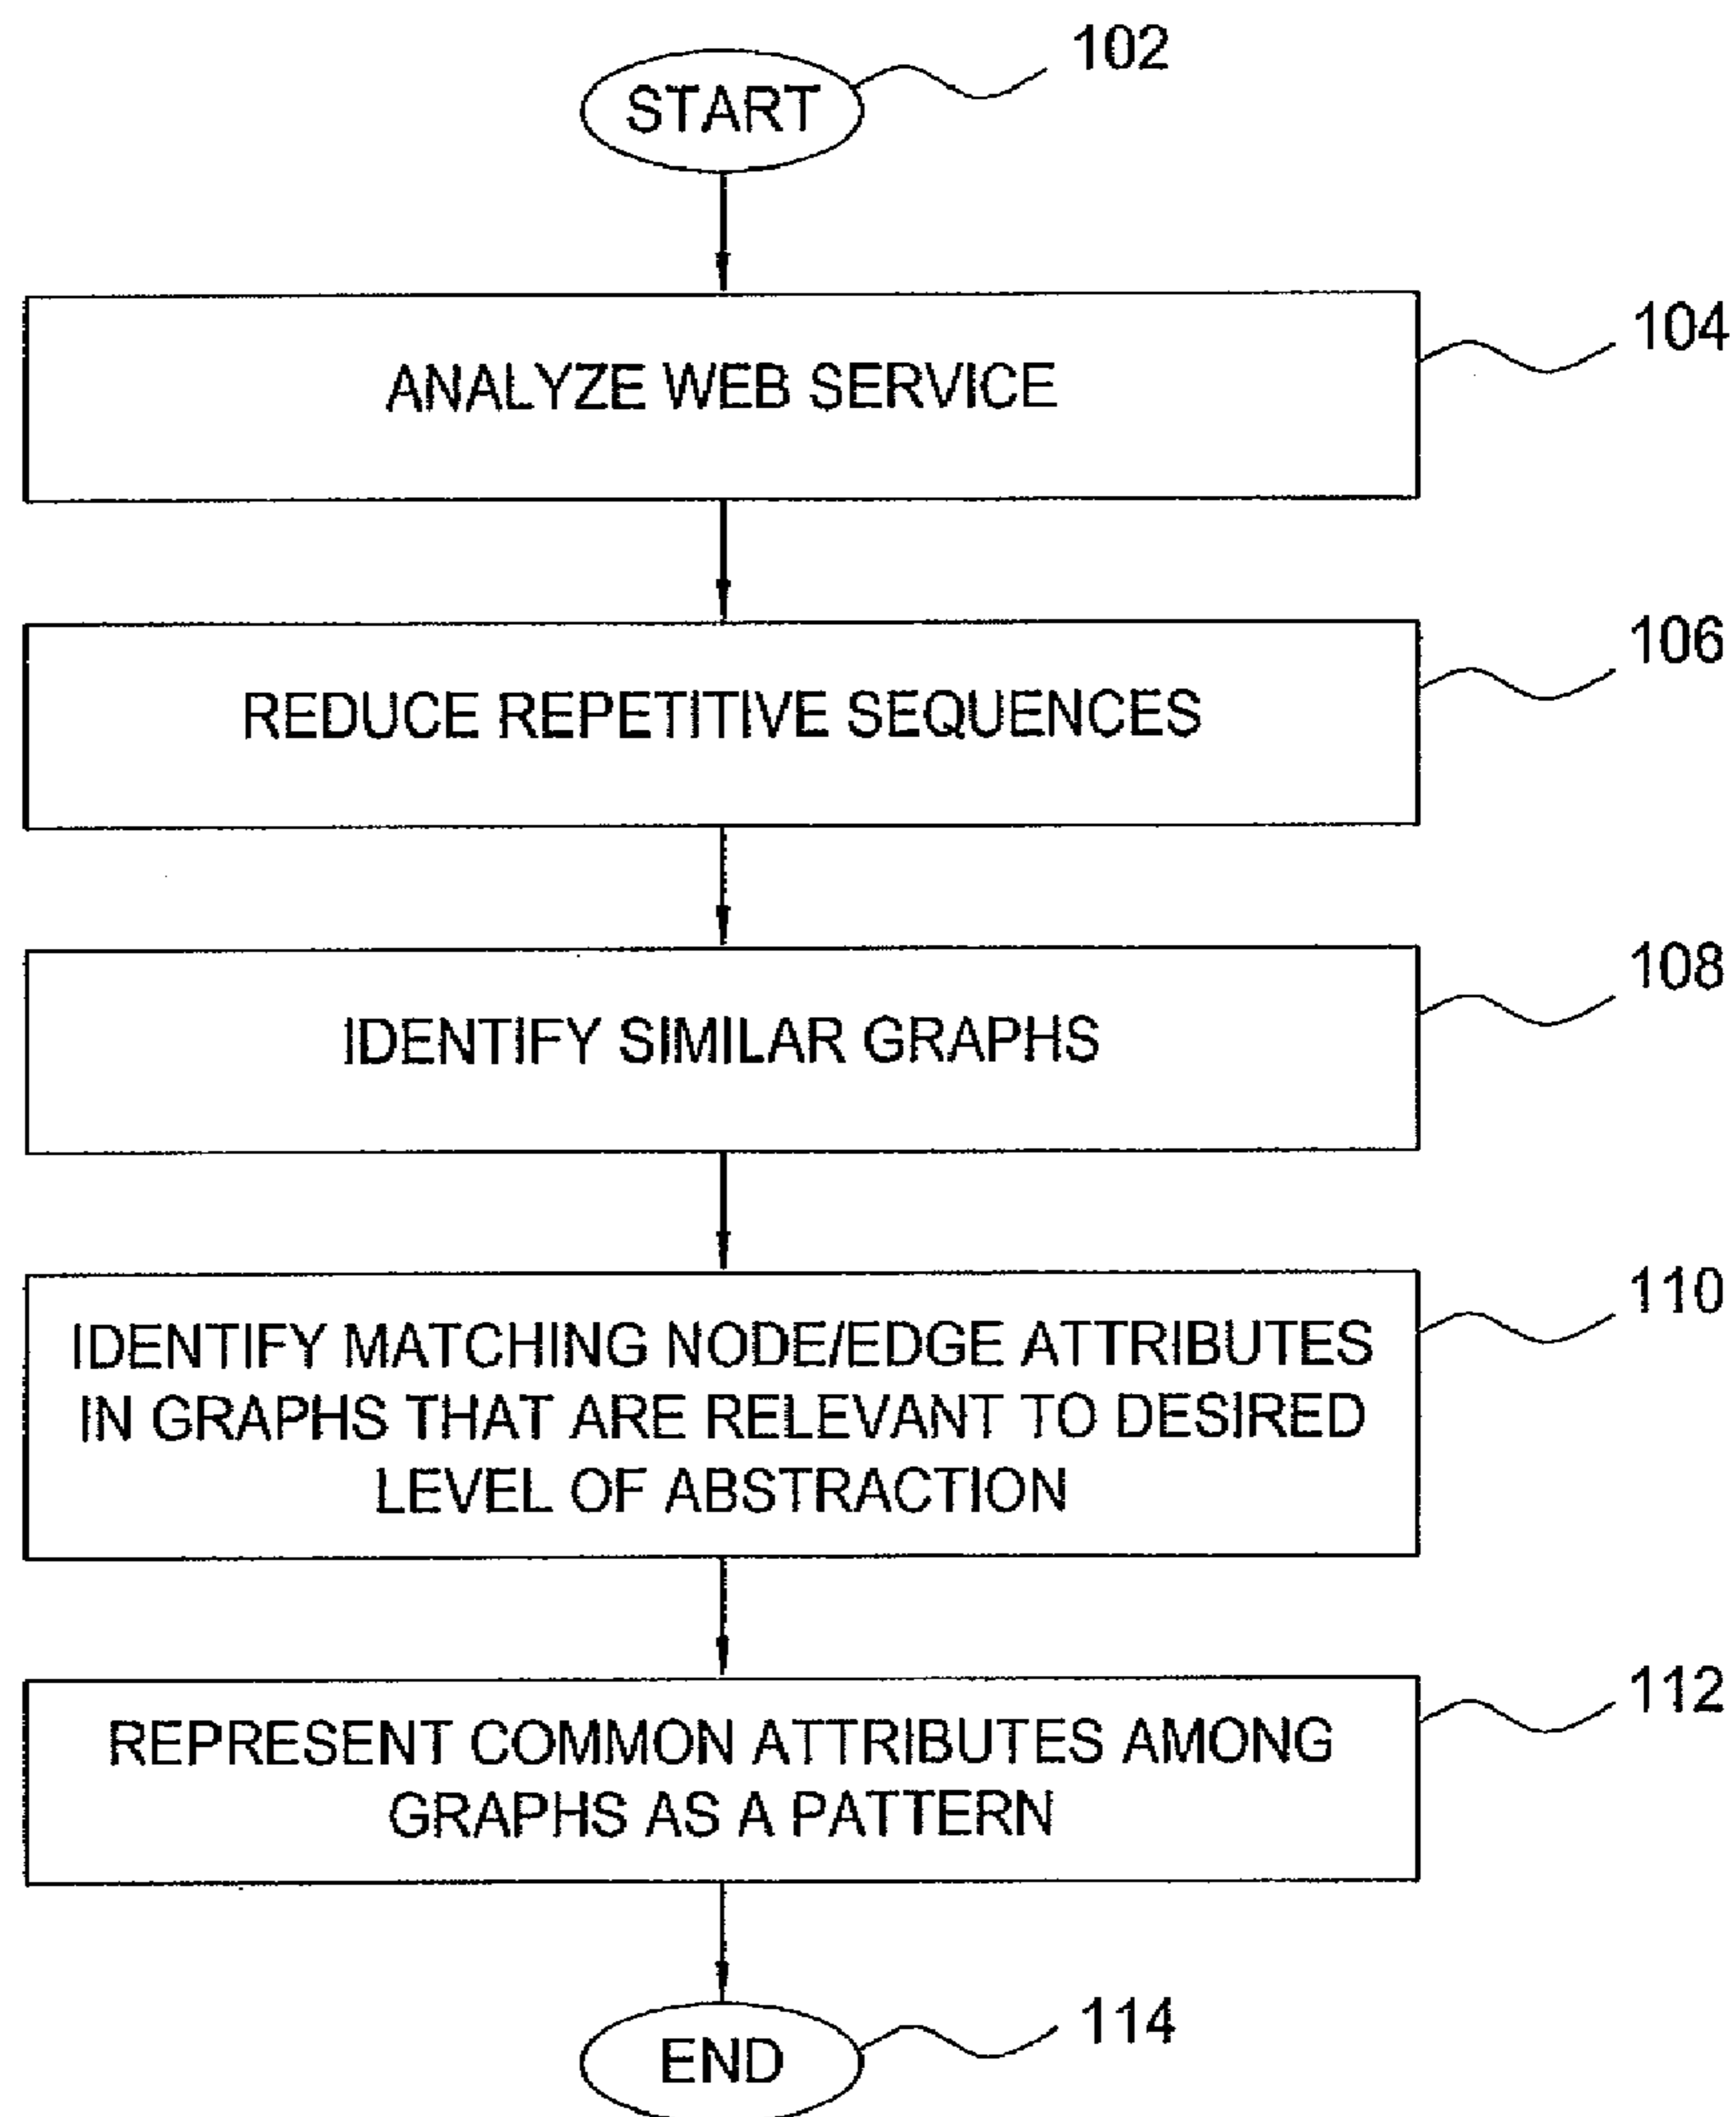 START
102
ANALYZE WEB SERVICE
104
REDUCE REPETITIVE SEQUENCES
106
IDENTIFY SIMILAR GRAPHS
108
IDENTIFY MATCHING NODE/EDGE ATTRIBUTES
IN GRAPHS THAT ARE RELEVANT TO DESIRED
LEVEL OF ABSTRACTION
110
REPRESENT COMMON ATTRIBUTES AMONG
GRAPHS AS A PATTERN
112
END
114